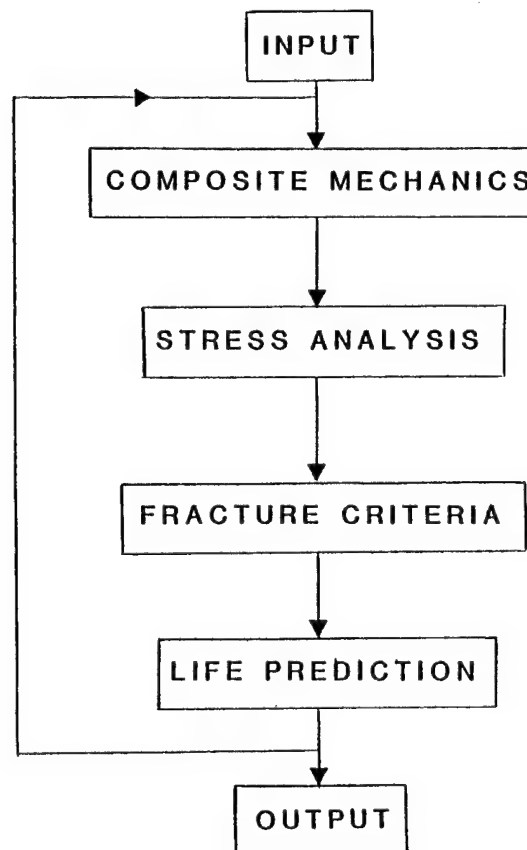 INPUT
COMPOSITE MECHANICS
STRESS ANALYSIS
FRACTURE CRITERIA
LIFE PREDICTION
OUTPUT